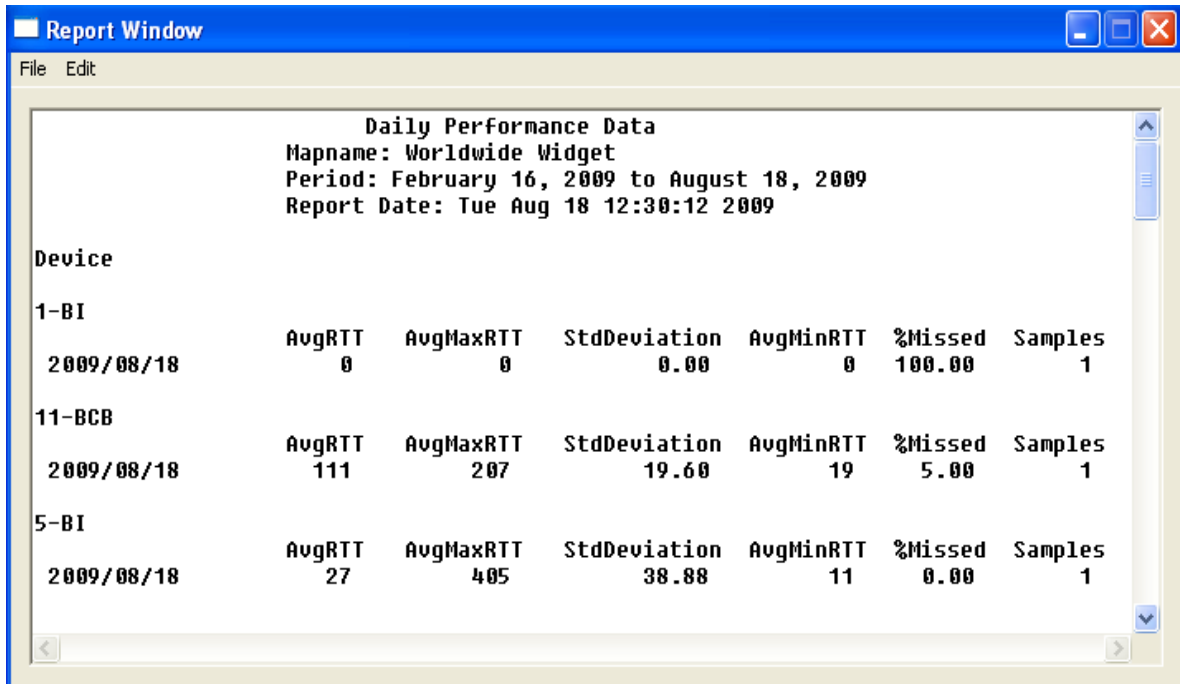 Report Window
File Edit
Daily Performance Data
Mapname: Worldwide Widget
Period: February 16, 2009 to August 18, 2009
Report Date: Tue Aug 18 12:30:12 2009
Device
1-BI
AvgRTT AvgMaxRTT StdDeviation AvgMinRTT %Missed Samples
2009/08/18 0 0 0.00 0 100.00 1
11-BCB
AvgRTT AvgMaxRTT StdDeviation AvgMinRTT %Missed Samples
2009/08/18 111 207 19.60 19 5.00 1
5-BI
AvgRTT AvgMaxRTT StdDeviation AvgMinRTT %Missed Samples
2009/08/18 27 405 38.88 11 0.00 1